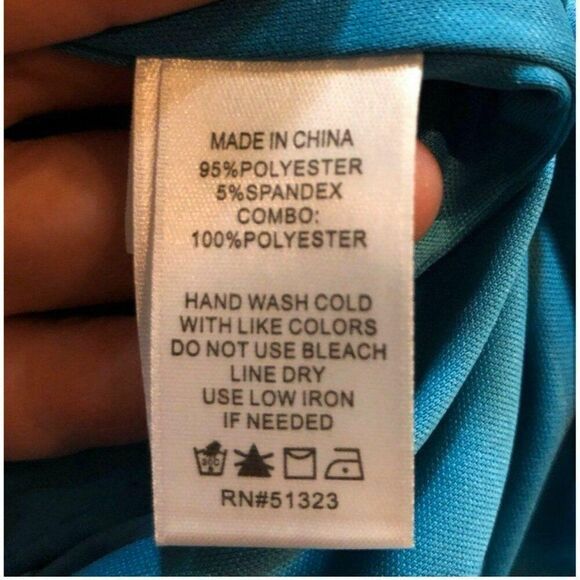 MADE IN CHINA
95%POLYESTER
5%SPANDEX
COMBO:
100%POLYESTER
HAND WASH COLD
WITH LIKE COLORS
DO NOT USE BLEACH
LINE DRY
USE LOW IRON
IF NEEDED
RN#51323